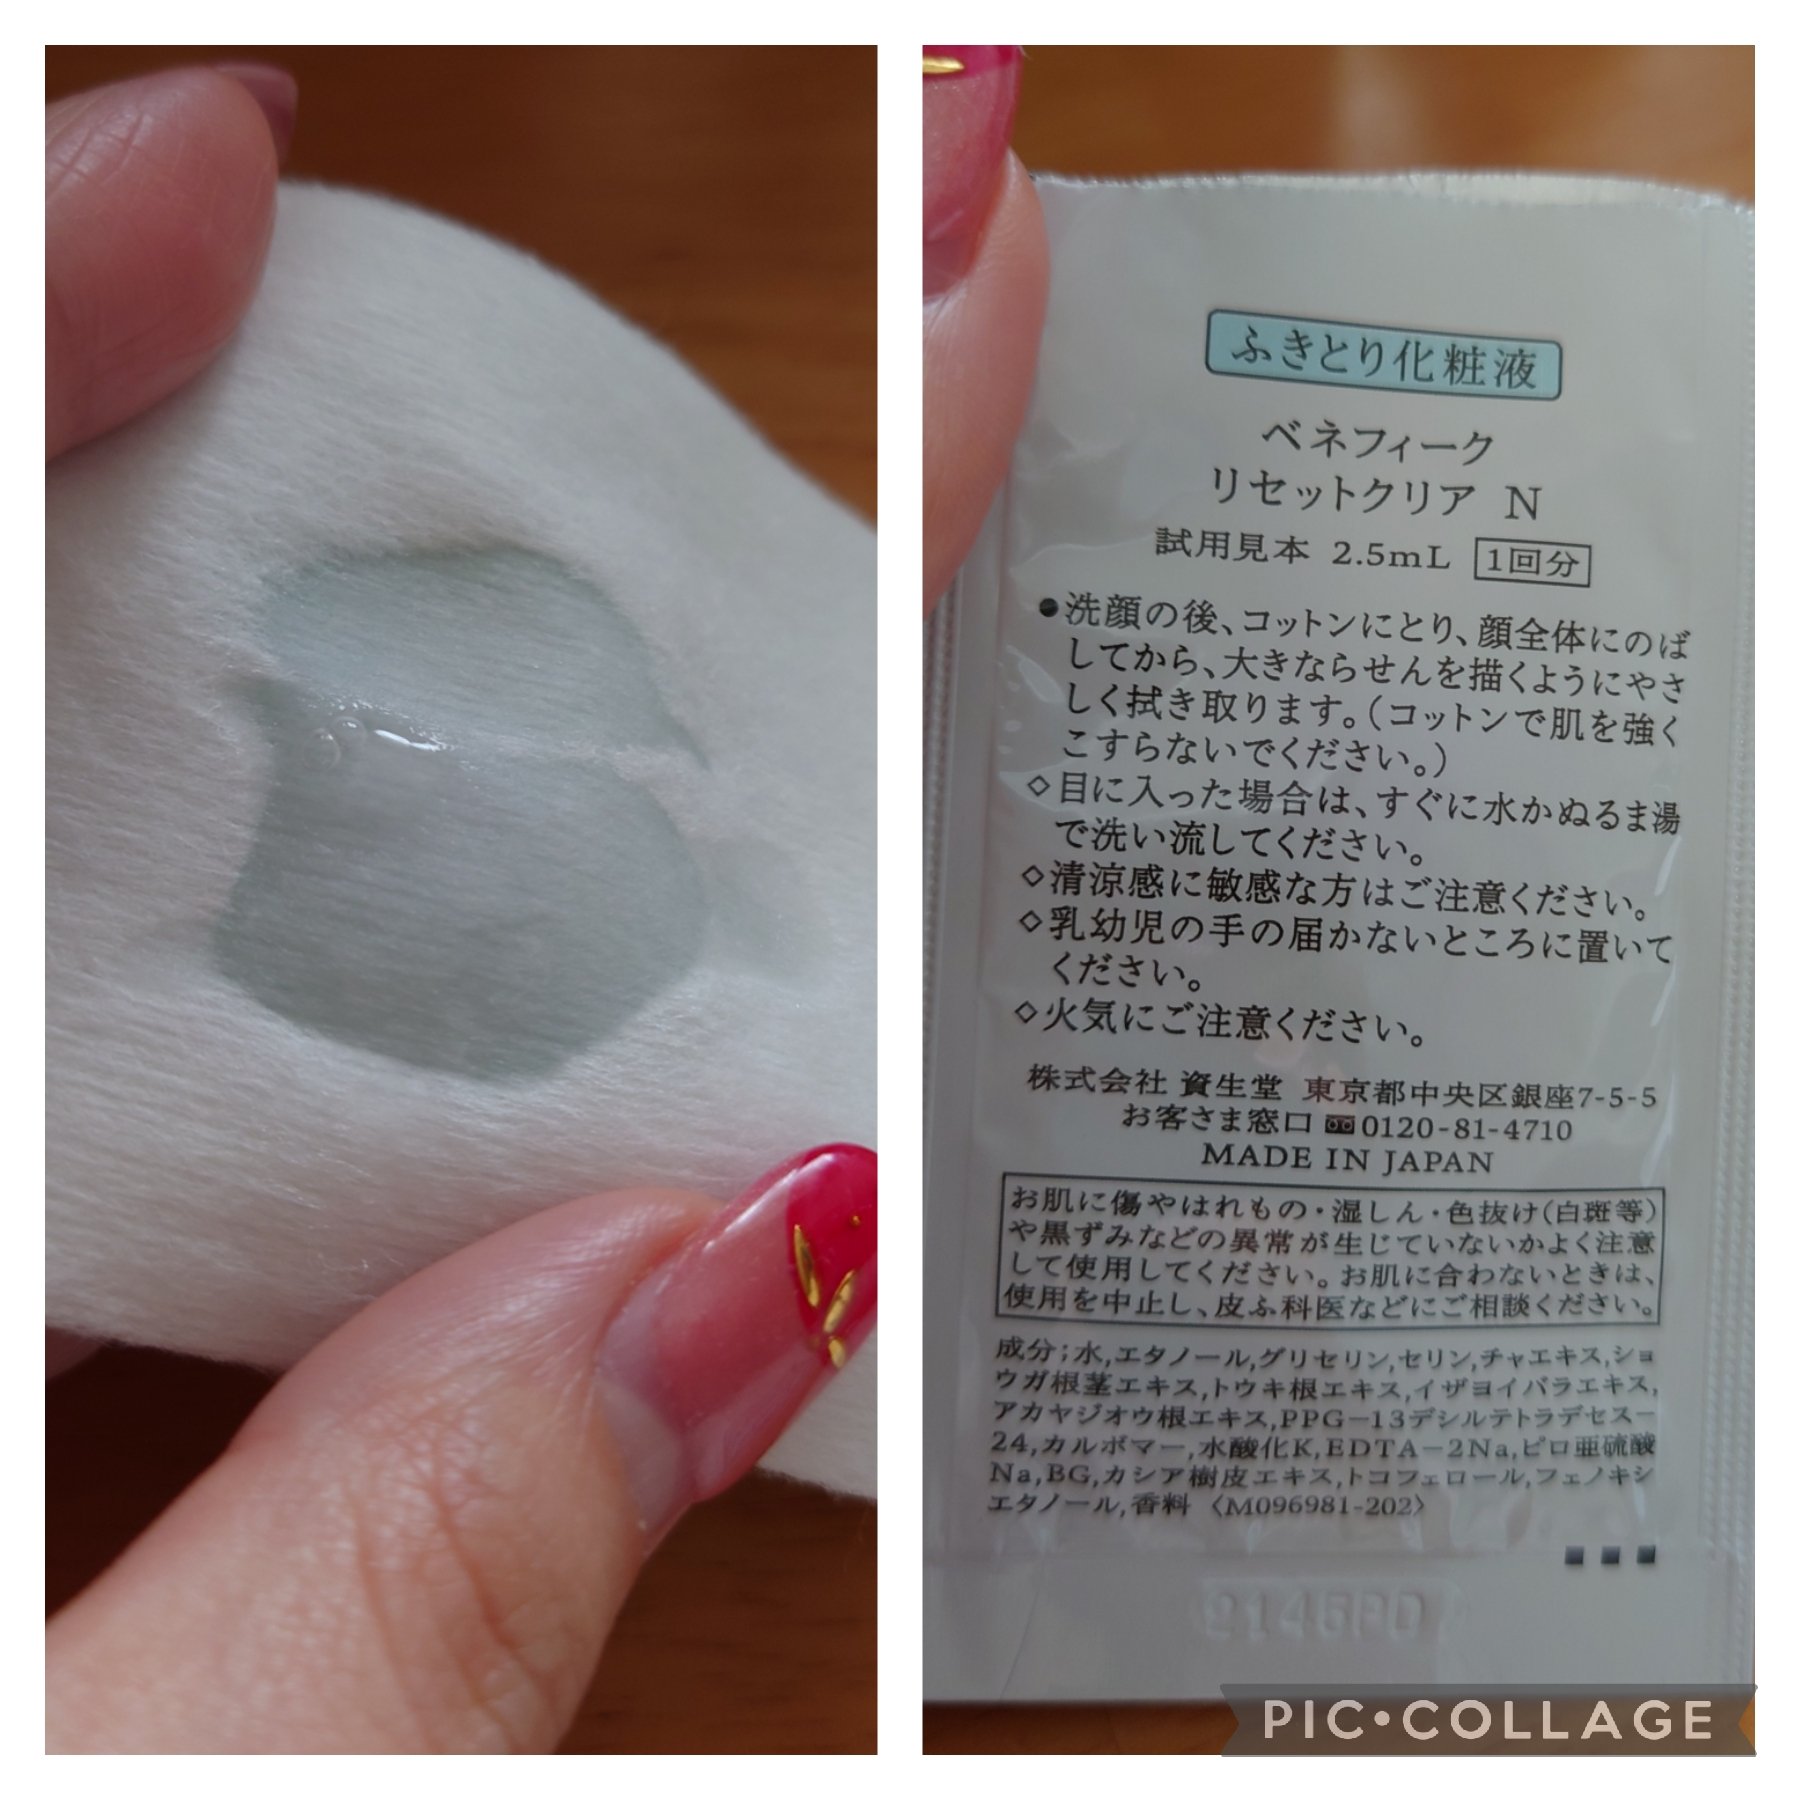 ふきとり化粧液
ベネフィーク
リセットクリア N
試用見本 2.5mL 1回分
●洗顔の後、コットンにとり、顔全体にのば
してから、大きならせんを描くようにやさ
しく拭き取ります。(コットンで肌を強く
こすらないでください。)
◇目に入った場合は、すぐに水かぬるま湯
で洗い流してください。
◇清涼感に敏感な方はご注意ください。
◇乳幼児の手の届かないところに置いて
ください。
◇火気にご注意ください。
株式会社 資生堂 東京都中央区銀座7-5-5
お客さま窓口 0120-81-4710
MADE IN JAPAN
お肌に傷やはれもの・湿しん・色抜け(白斑等)
や黒ずみなどの異常が生じていないかよく注意
して使用してください。お肌に合わないときは、
使用を中止し、皮ふ科医などにご相談ください。
成分;水,エタノール,グリセリン,セリン,チャエキス,ショ
ウガ根茎エキス,トウキ根エキス,イザヨイバラエキス,
アカヤジオウ根エキス,PPG-13デシルテトラデセス-
24,カルボマー,水酸化K,EDTA-2Na,ピロ亜硫酸
Na,BG,カシア樹皮エキス,トコフェロール,フェノキシ
エタノール,香料 〈M096981-202〉
PIC•COLLAGE